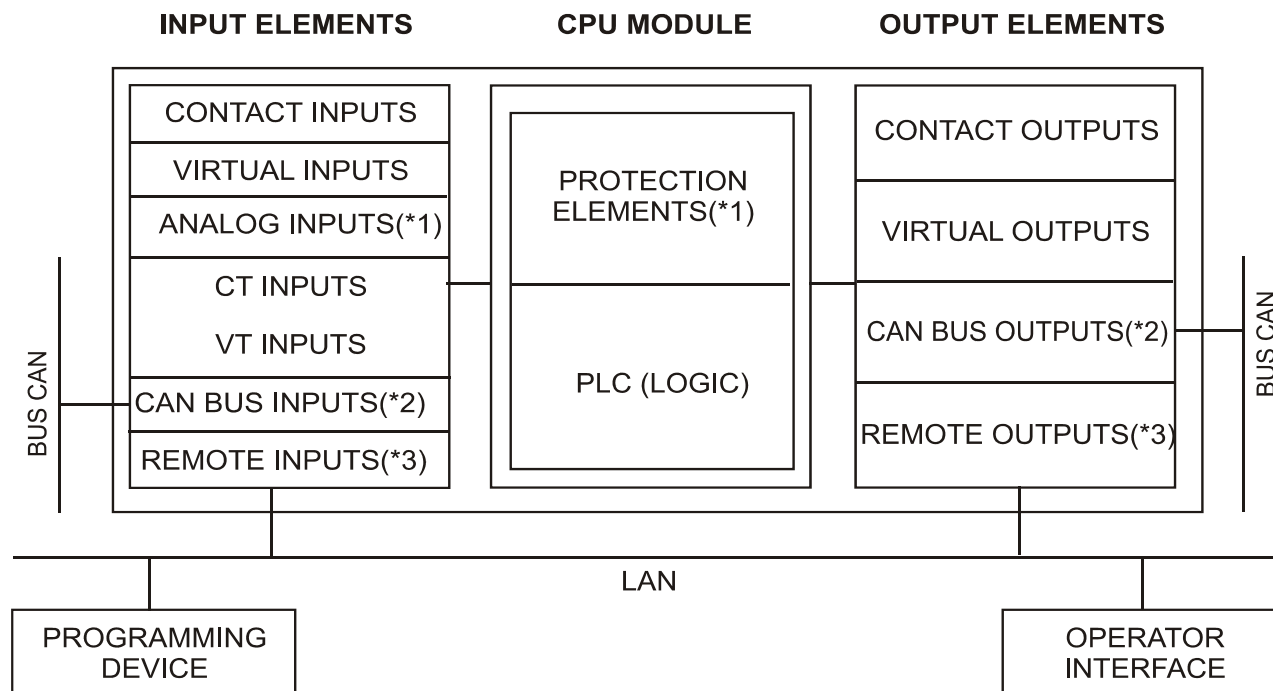 INPUT ELEMENTS
CPU MODULE
OUTPUT ELEMENTS
CONTACT INPUTS
VIRTUAL INPUTS
ANALOG INPUTS(*1)
CT INPUTS
VT INPUTS
CAN BUS INPUTS(*2)
REMOTE INPUTS(*3)
PROTECTION
ELEMENTS(*1)
PLC (LOGIC)
CONTACT OUTPUTS
VIRTUAL OUTPUTS
CAN BUS OUTPUTS(*2)
REMOTE OUTPUTS(*3)
BUS CAN
BUS CAN
LAN
PROGRAMMING
DEVICE
OPERATOR
INTERFACE